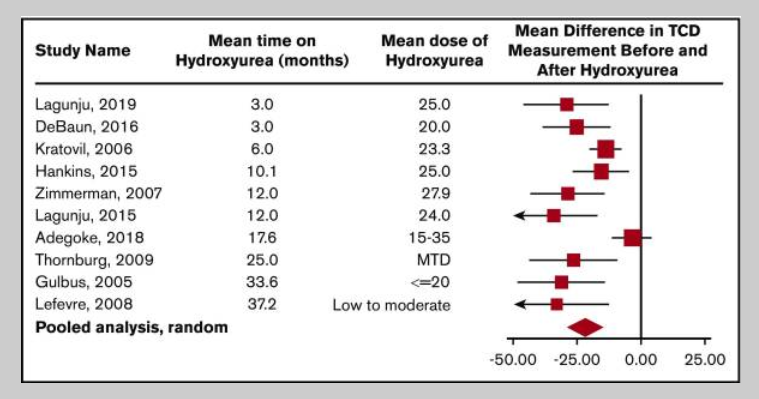 Study Name Mean time on Hydroxyurea (months) Mean dose of Hydroxyurea Mean Difference in TCD Measurement Before and After Hydroxyurea
Lagunju, 2019 3.0 25.0
DeBaun, 2016 3.0 20.0
Kratovil, 2006 6.0 23.3
Hankins, 2015 10.1 25.0
Zimmerman, 2007 12.0 27.9
Lagunju, 2015 12.0 24.0
Adegoke, 2018 17.6 15-35
Thornburg, 2009 25.0 MTD
Gulbus, 2005 33.6 <=20
Lefevre, 2008 37.2 Low to moderate
Pooled analysis, random
-50.00 -25.00 0.00 25.00